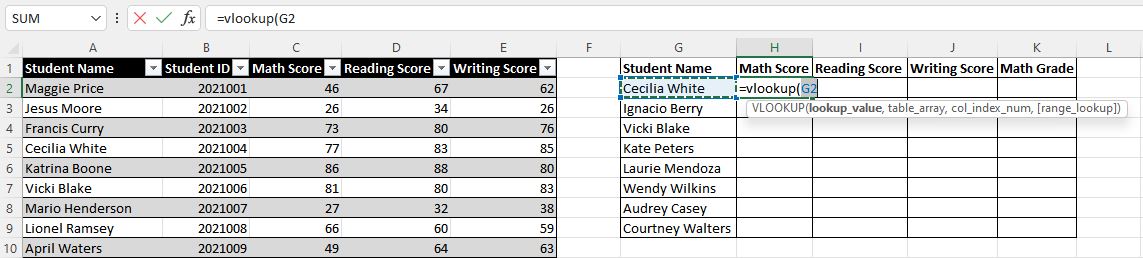 SUM fx =vlookup(G2
A B C D E F G H I J K L
1 Student Name Student ID Math Score Reading Score Writing Score Student Name Math Score Reading Score Writing Score Math Grade
2 Maggie Price 2021001 46 67 62 Cecilia White =vlookup(G2
3 Jesus Moore 2021002 26 34 26 Ignacio Berry VLOOKUP(lookup_value, table_array, col_index_num, [range_lookup])
4 Francis Curry 2021003 73 80 76 Vicki Blake
5 Cecilia White 2021004 77 83 85 Kate Peters
6 Katrina Boone 2021005 86 88 80 Laurie Mendoza
7 Vicki Blake 2021006 81 80 83 Wendy Wilkins
8 Mario Henderson 2021007 27 32 38 Audrey Casey
9 Lionel Ramsey 2021008 66 60 59 Courtney Walters
10 April Waters 2021009 49 64 63